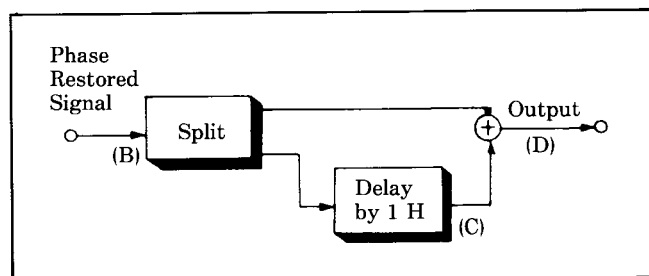 Phase
Restored
Signal
Split
Output
+
(B)
(D)
Delay
by 1 H
(C)